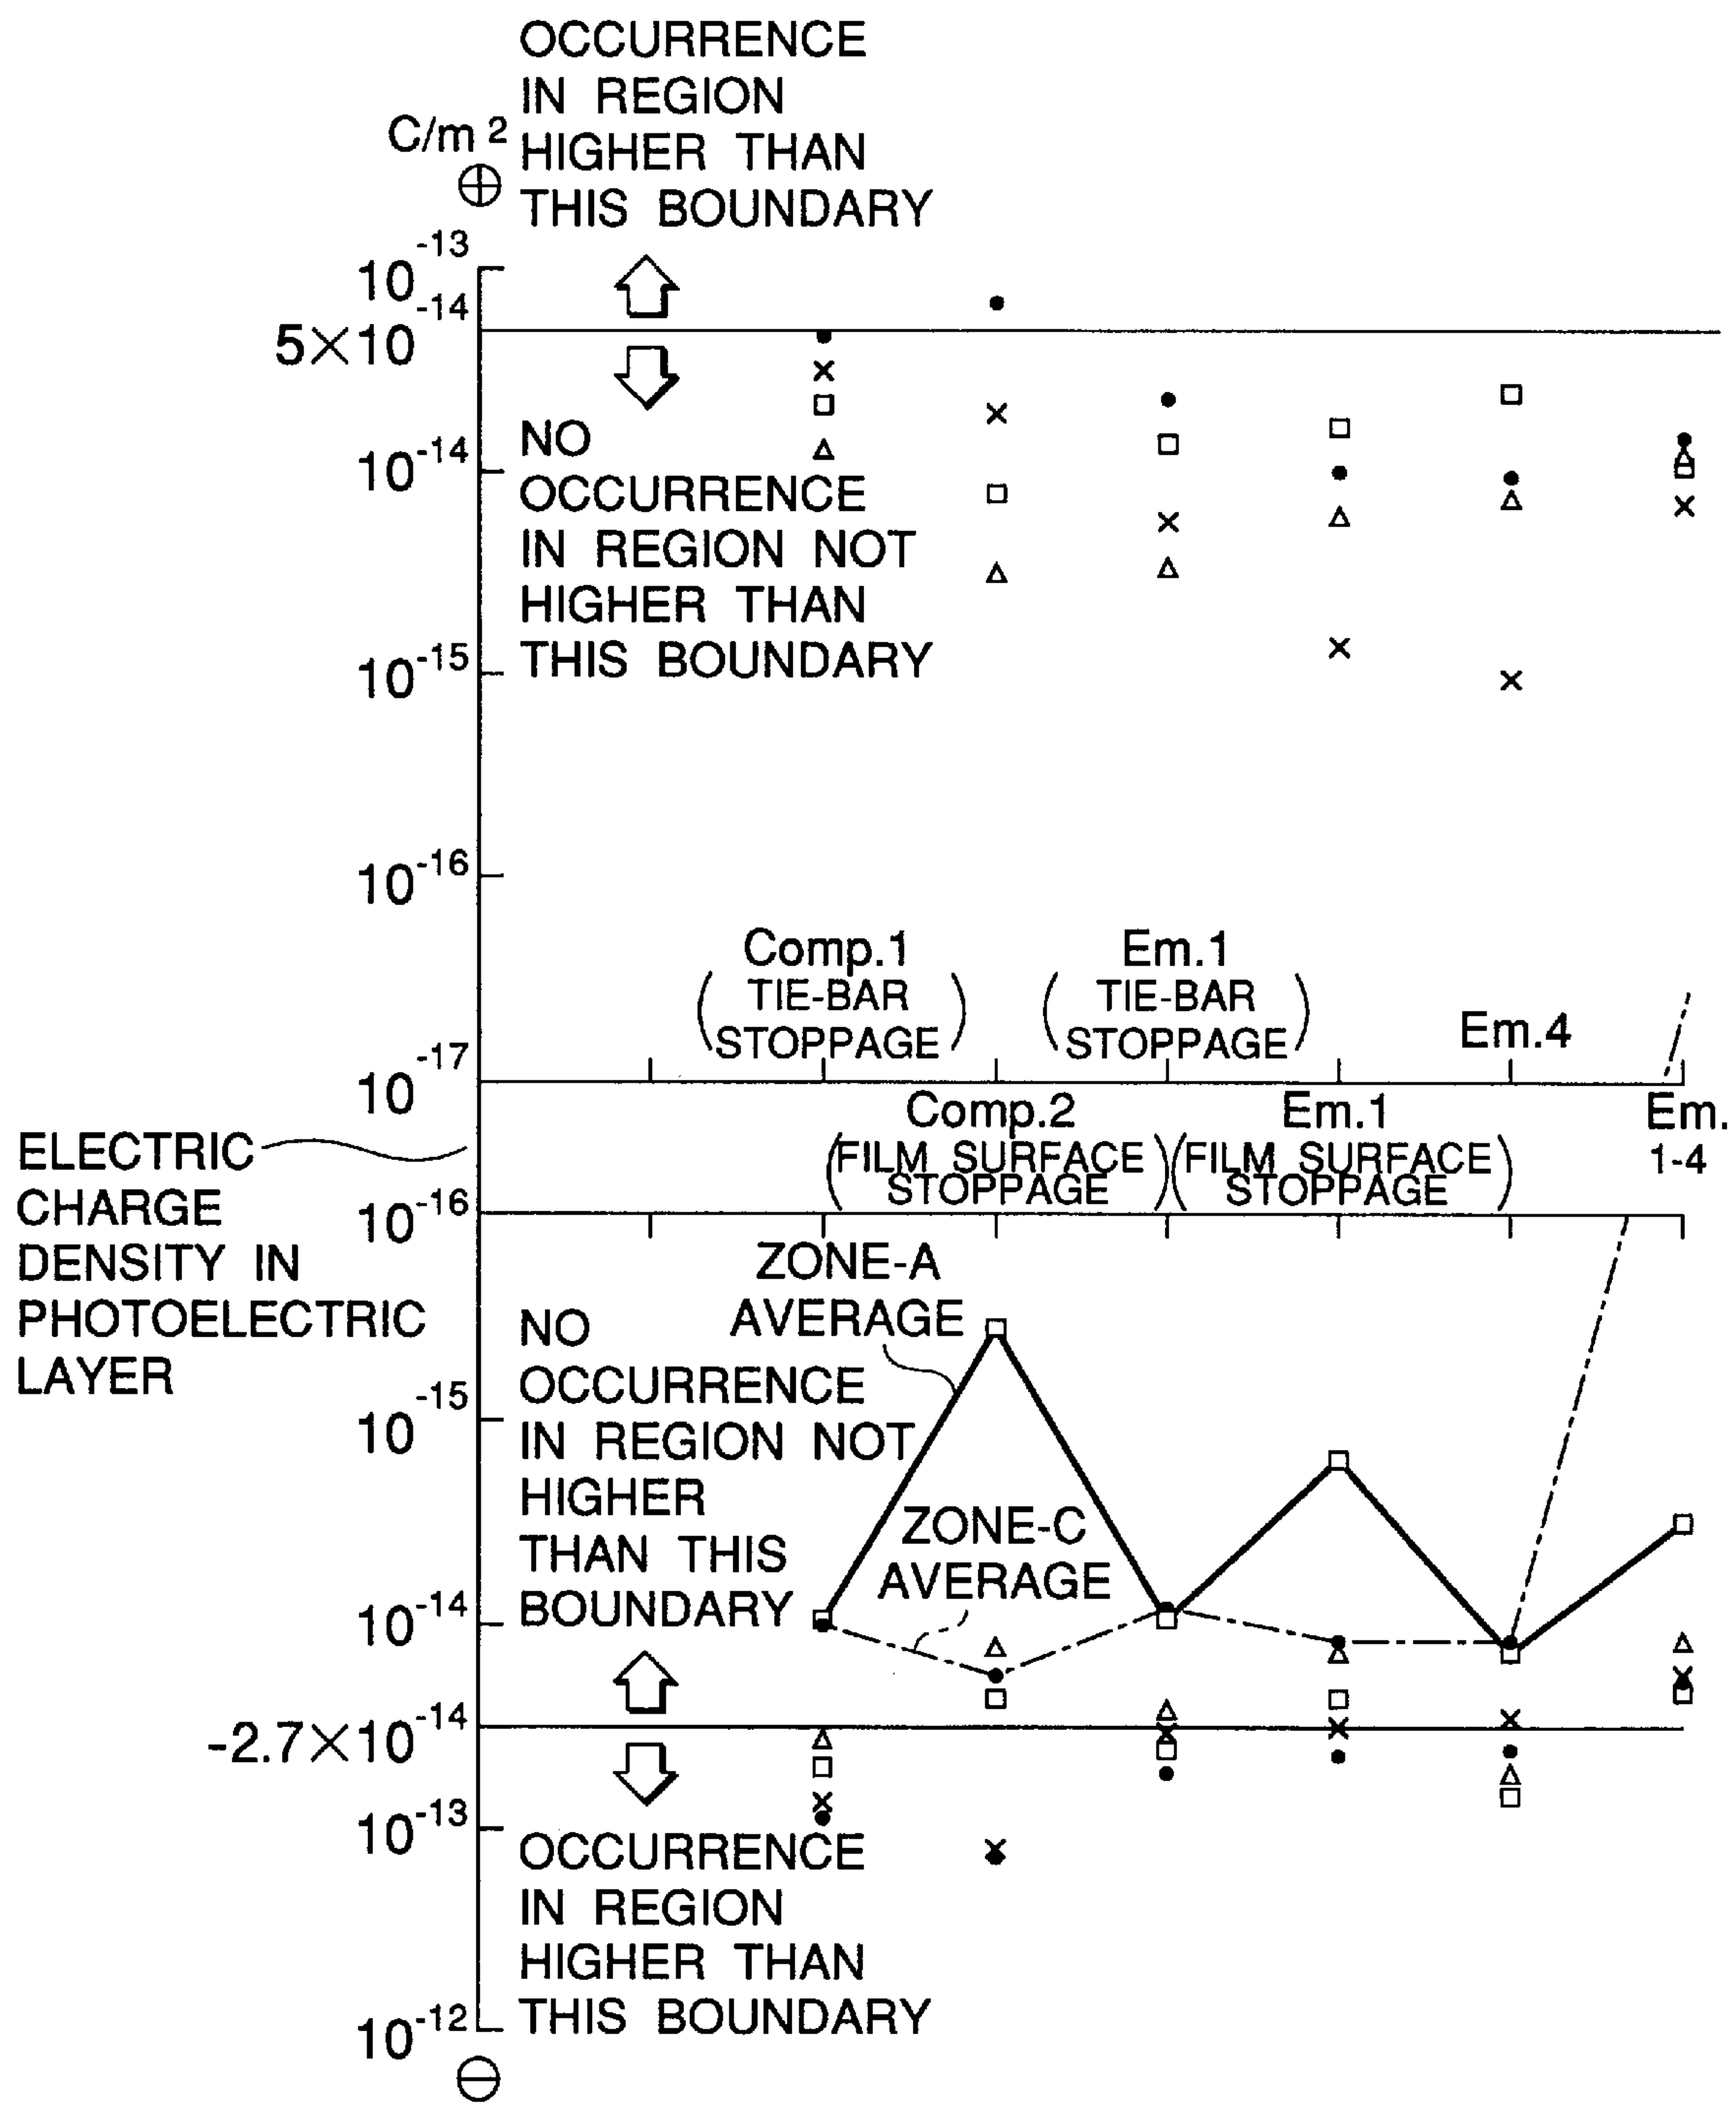 OCCURRENCE
IN REGION
HIGHER THAN
THIS BOUNDARY
C/m²
⊕
10⁻¹³
5×10⁻¹⁴
NO
OCCURRENCE
IN REGION NOT
HIGHER THAN
THIS BOUNDARY
10⁻¹⁴
10⁻¹⁵
10⁻¹⁶
Comp.1
(TIE-BAR
STOPPAGE)
Em.1
(TIE-BAR
STOPPAGE)
Em.4
10⁻¹⁷
Comp.2
(FILM SURFACE
STOPPAGE)
Em.1
(FILM SURFACE
STOPPAGE)
Em.
1-4
ELECTRIC
CHARGE
DENSITY IN
PHOTOELECTRIC
LAYER
10⁻¹⁶
ZONE-A
AVERAGE
NO
OCCURRENCE
IN REGION NOT
HIGHER
THAN THIS
BOUNDARY
10⁻¹⁵
ZONE-C
AVERAGE
10⁻¹⁴
-2.7×10⁻¹⁴
10⁻¹³
OCCURRENCE
IN REGION
HIGHER THAN
THIS BOUNDARY
10⁻¹²
⊖